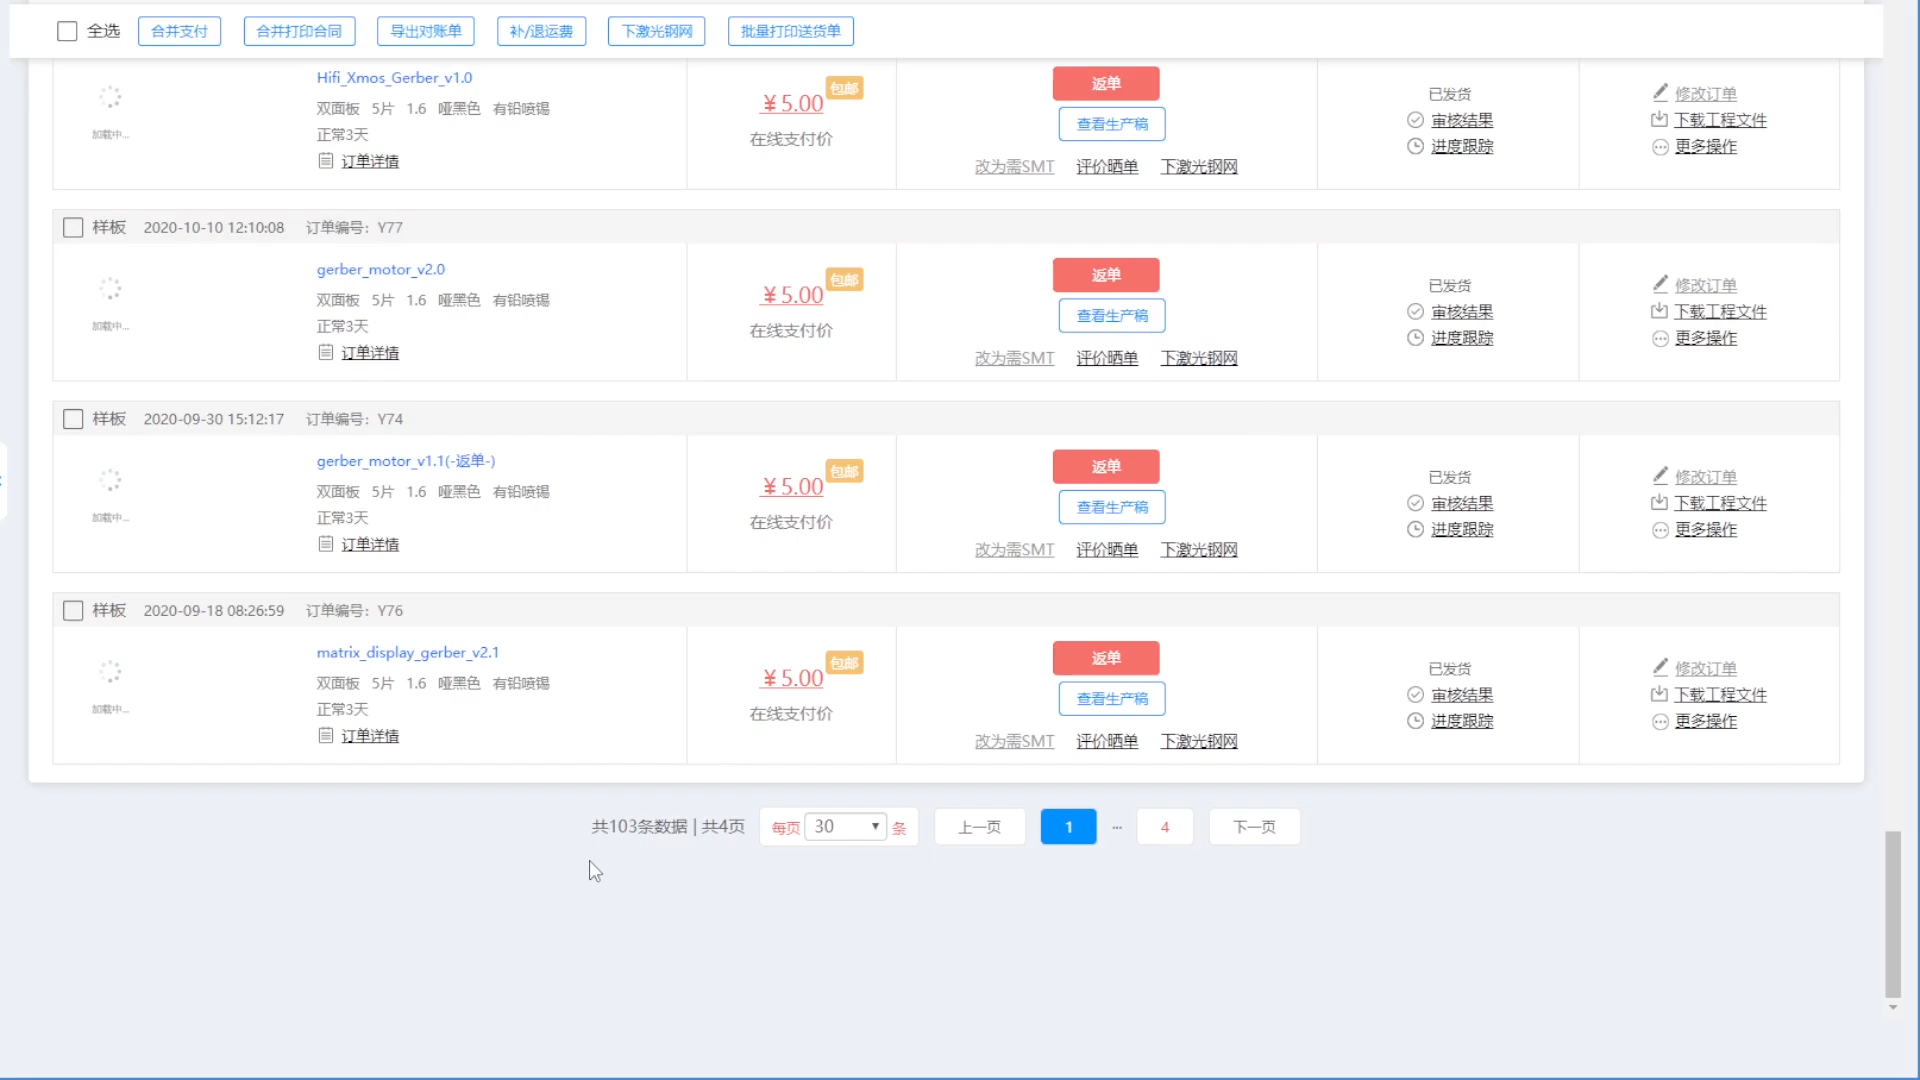 全选 合并支付 合并打印合同 导出对账单 补/退运费 下激光钢网 批量打印送货单
Hifi_Xmos_Gerber_v1.0
双面板 5片 1.6 哑黑色 有铅喷锡
正常3天
订单详情
加载中...
¥5.00 包邮
在线支付价
返单
查看生产稿
改为需SMT 评价晒单 下激光钢网
已发货
审核结果
进度跟踪
修改订单
下载工程文件
更多操作
样板 2020-10-10 12:10:08 订单编号：Y77
gerber_motor_v2.0
双面板 5片 1.6 哑黑色 有铅喷锡
正常3天
订单详情
加载中...
¥5.00 包邮
在线支付价
返单
查看生产稿
改为需SMT 评价晒单 下激光钢网
已发货
审核结果
进度跟踪
修改订单
下载工程文件
更多操作
样板 2020-09-30 15:12:17 订单编号：Y74
gerber_motor_v1.1(-返单-)
双面板 5片 1.6 哑黑色 有铅喷锡
正常3天
订单详情
加载中...
¥5.00 包邮
在线支付价
返单
查看生产稿
改为需SMT 评价晒单 下激光钢网
已发货
审核结果
进度跟踪
修改订单
下载工程文件
更多操作
样板 2020-09-18 08:26:59 订单编号：Y76
matrix_display_gerber_v2.1
双面板 5片 1.6 哑黑色 有铅喷锡
正常3天
订单详情
加载中...
¥5.00 包邮
在线支付价
返单
查看生产稿
改为需SMT 评价晒单 下激光钢网
已发货
审核结果
进度跟踪
修改订单
下载工程文件
更多操作
共103条数据 | 共4页 每页 30 条 上一页 1 ... 4 下一页